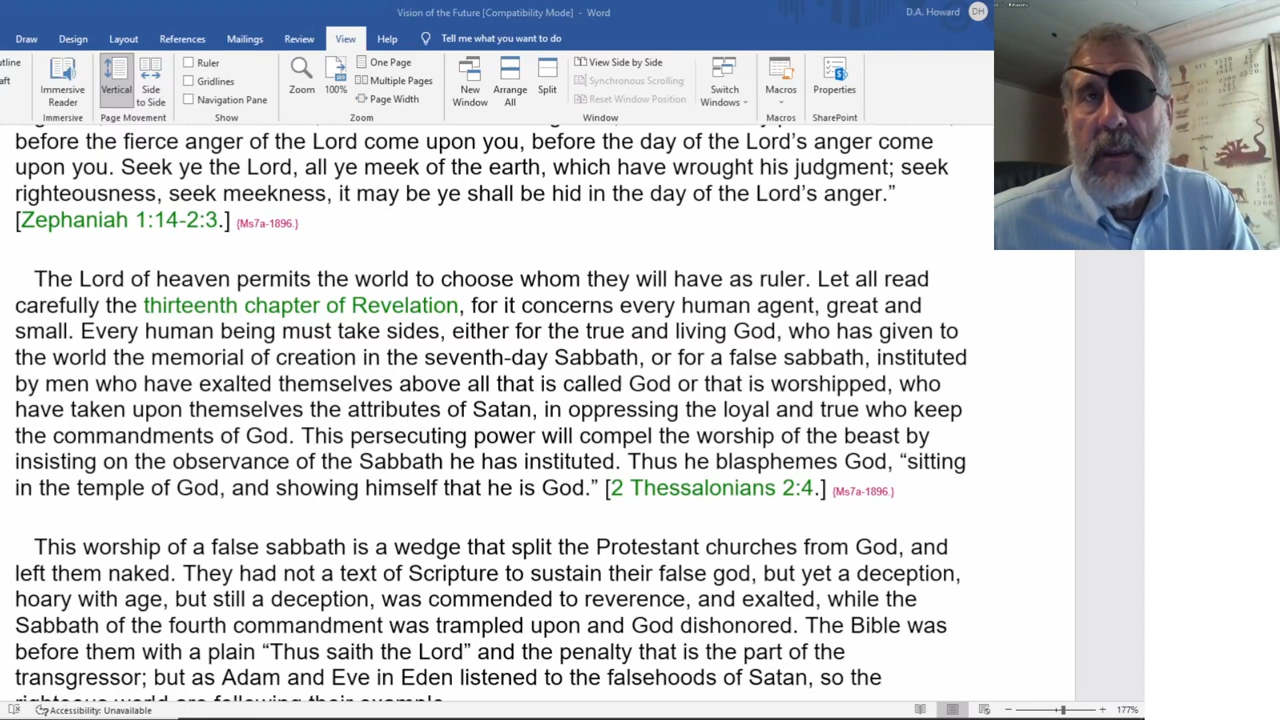 Vision of the Future [Compatibility Mode] - Word
D.A. Howard DH
Draw Design Layout References Mailings Review View Help Tell me what you want to do
Immersive Reader
Immersive
Vertical Side to Side
Page Movement
Ruler
Gridlines
Navigation Pane
Show
Zoom 100%
One Page
Multiple Pages
Page Width
Zoom
New Window Arrange All Split
View Side by Side
Synchronous Scrolling
Reset Window Position
Switch Windows
Window
Macros
Macros
Properties
SharePoint
before the fierce anger of the Lord come upon you, before the day of the Lord’s anger come
upon you. Seek ye the Lord, all ye meek of the earth, which have wrought his judgment; seek
righteousness, seek meekness, it may be ye shall be hid in the day of the Lord’s anger.”
[Zephaniah 1:14-2:3.] {Ms7a-1896.}
The Lord of heaven permits the world to choose whom they will have as ruler. Let all read
carefully the thirteenth chapter of Revelation, for it concerns every human agent, great and
small. Every human being must take sides, either for the true and living God, who has given to
the world the memorial of creation in the seventh-day Sabbath, or for a false sabbath, instituted
by men who have exalted themselves above all that is called God or that is worshipped, who
have taken upon themselves the attributes of Satan, in oppressing the loyal and true who keep
the commandments of God. This persecuting power will compel the worship of the beast by
insisting on the observance of the Sabbath he has instituted. Thus he blasphemes God, “sitting
in the temple of God, and showing himself that he is God.” [2 Thessalonians 2:4.] {Ms7a-1896.}
This worship of a false sabbath is a wedge that split the Protestant churches from God, and
left them naked. They had not a text of Scripture to sustain their false god, but yet a deception,
hoary with age, but still a deception, was commended to reverence, and exalted, while the
Sabbath of the fourth commandment was trampled upon and God dishonored. The Bible was
before them with a plain “Thus saith the Lord” and the penalty that is the part of the
transgressor; but as Adam and Eve in Eden listened to the falsehoods of Satan, so the
righteous world are following their example.
Accessibility: Unavailable
177%